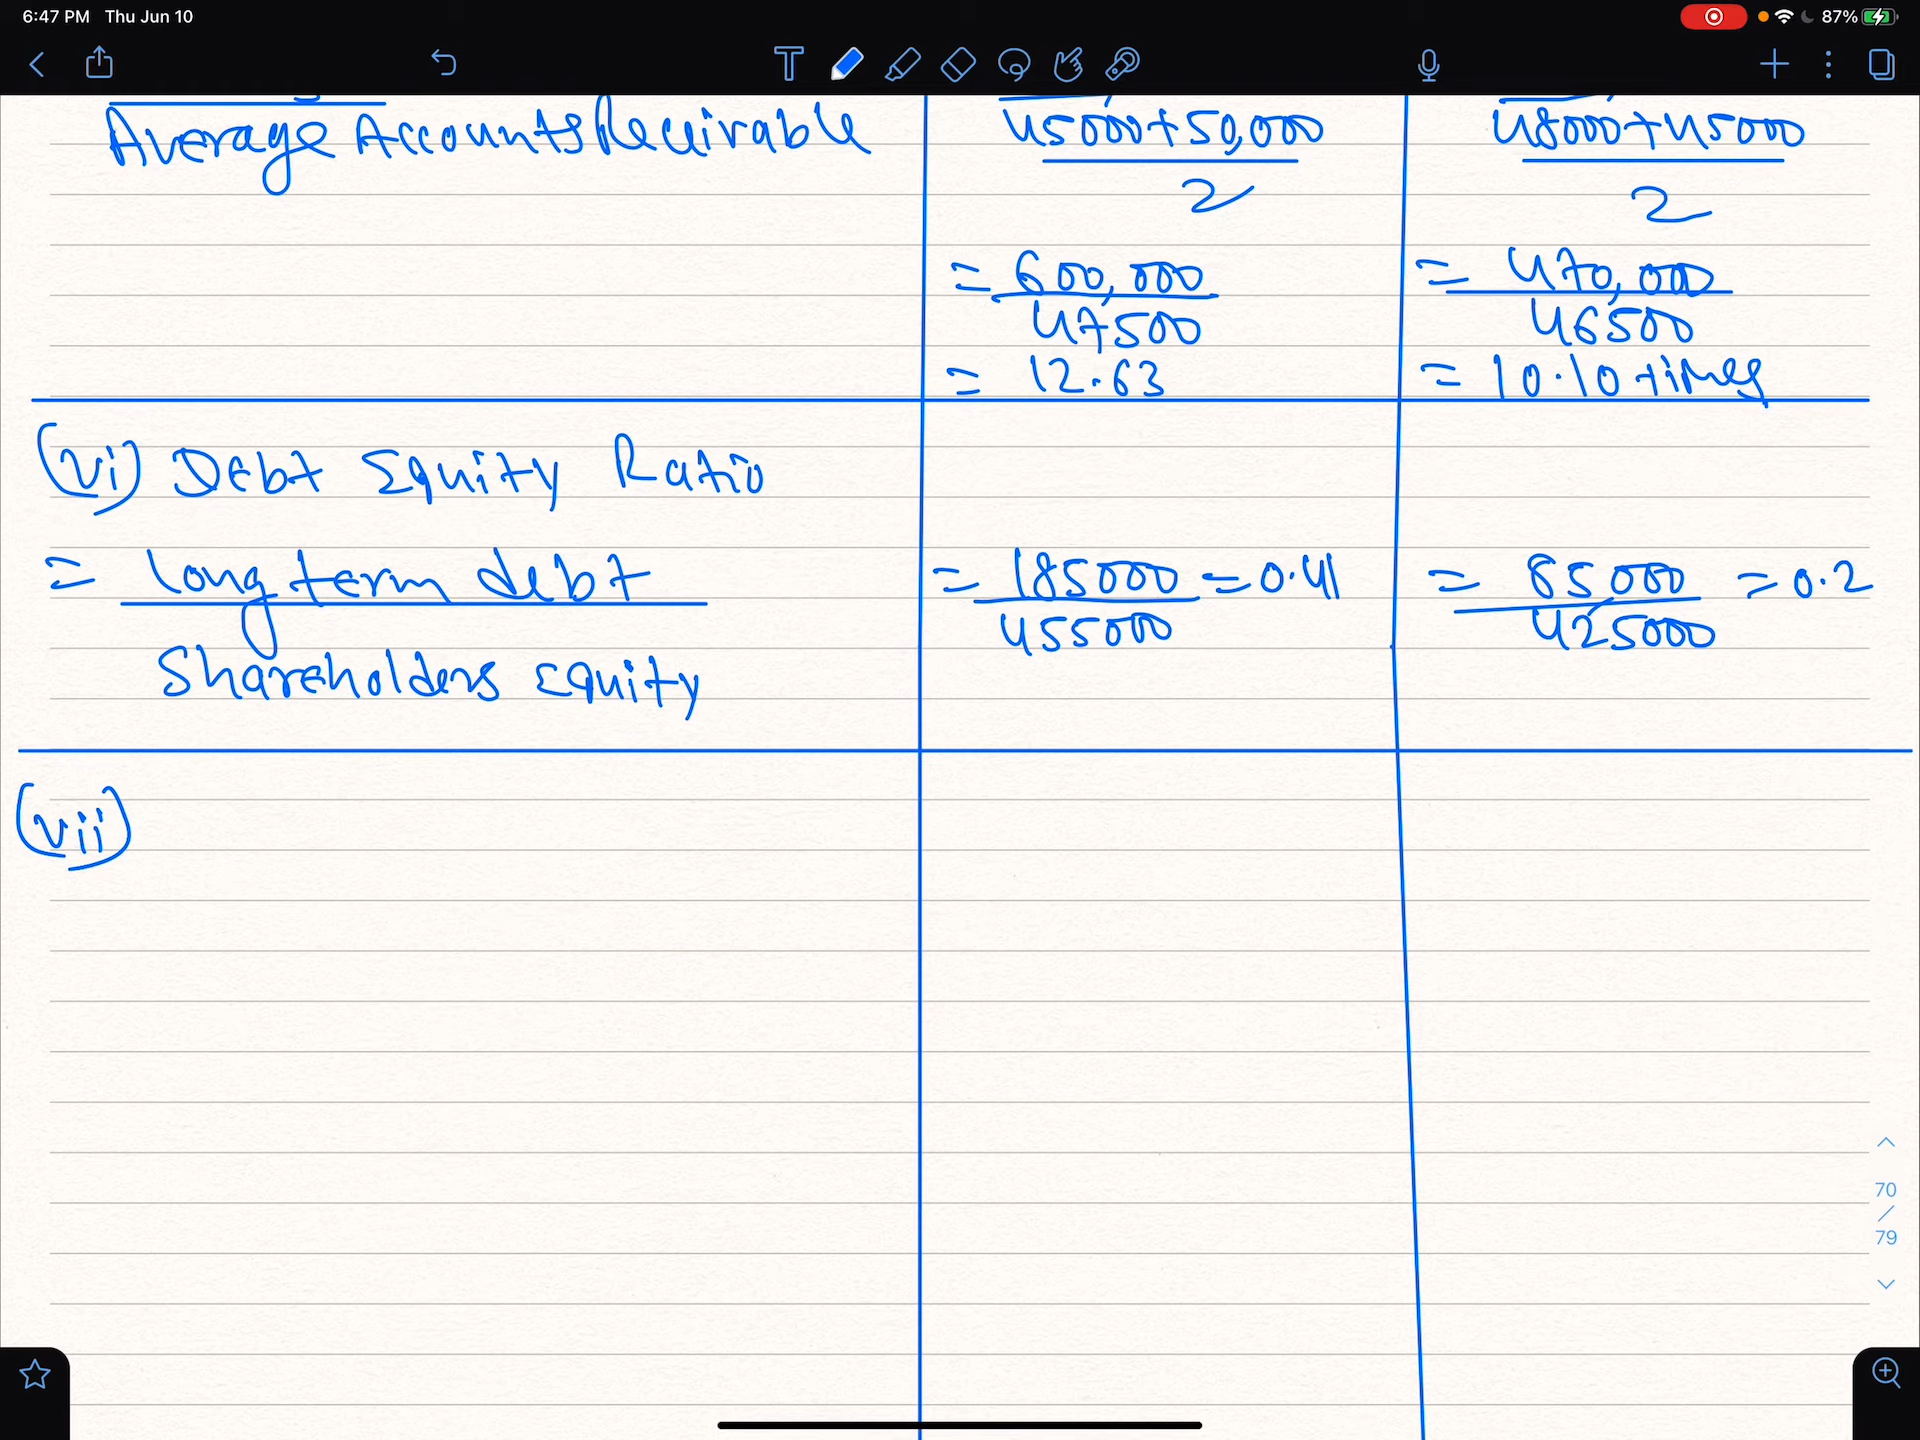 6:47 PM Thu Jun 10
87%
T
Average Accounts Receivable
45000+50,000
2
48000+45000
2
= 600,000
47500
= 12.63
= 470,000
46500
= 10.10 times
(vi) Debt Equity Ratio
= long term debt
Shareholders equity
= 185000 = 0.41
455000
= 85000 = 0.2
425000
(vii)
70
/
79